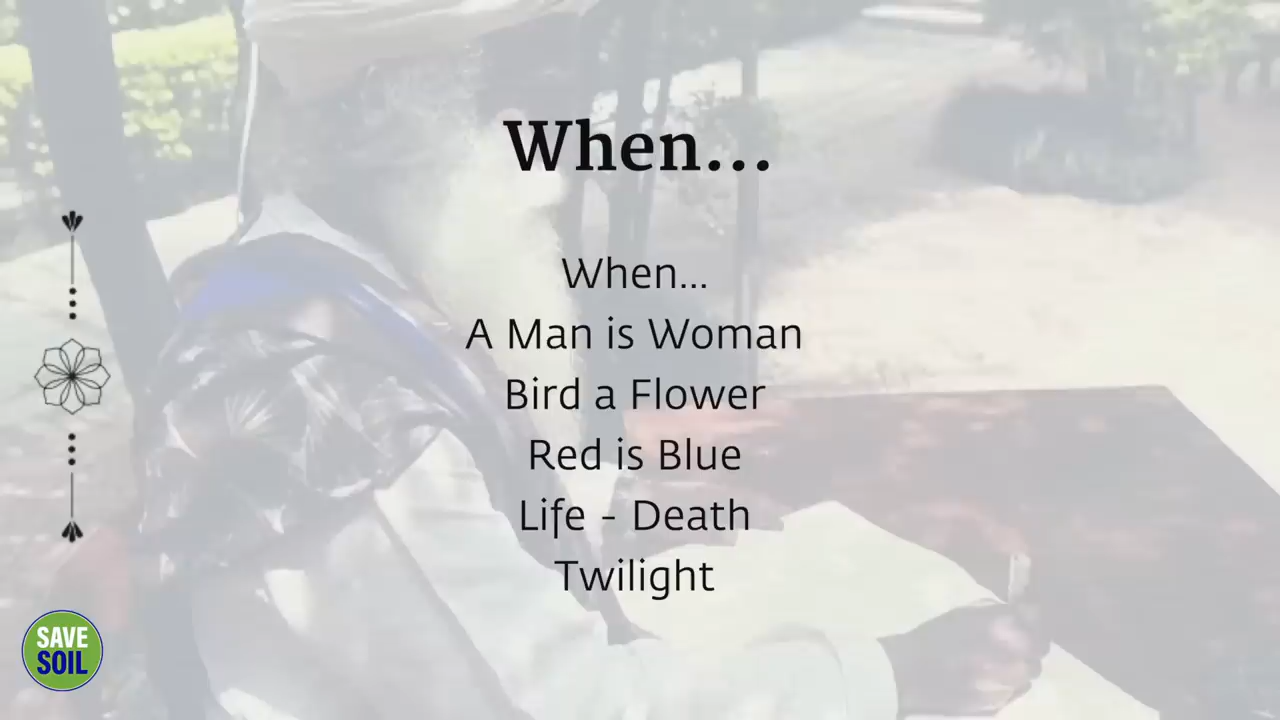 When...
When...
A Man is Woman
Bird a Flower
Red is Blue
Life - Death
Twilight
SAVE
SOIL